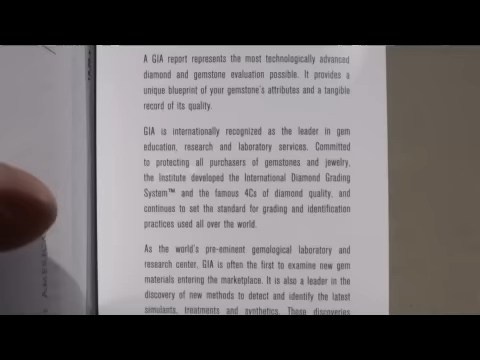 A GIA report represents the most technologically advanced
diamond and gemstone evaluation possible. It provides a
unique blueprint of your gemstone's attributes and a tangible
record of its quality.
GIA is internationally recognized as the leader in gem
education, research and laboratory services. Committed
to protecting all purchasers of gemstones and jewelry,
the Institute developed the International Diamond Grading
System™ and the famous 4Cs of diamond quality, and
continues to set the standard for grading and identification
practices used all over the world.
As the world's pre-eminent gemological laboratory and
research center, GIA is often the first to examine new gem
materials entering the marketplace. It is also a leader in the
discovery of new methods to detect and identify the latest
simulants, treatments and synthetics. These discoveries